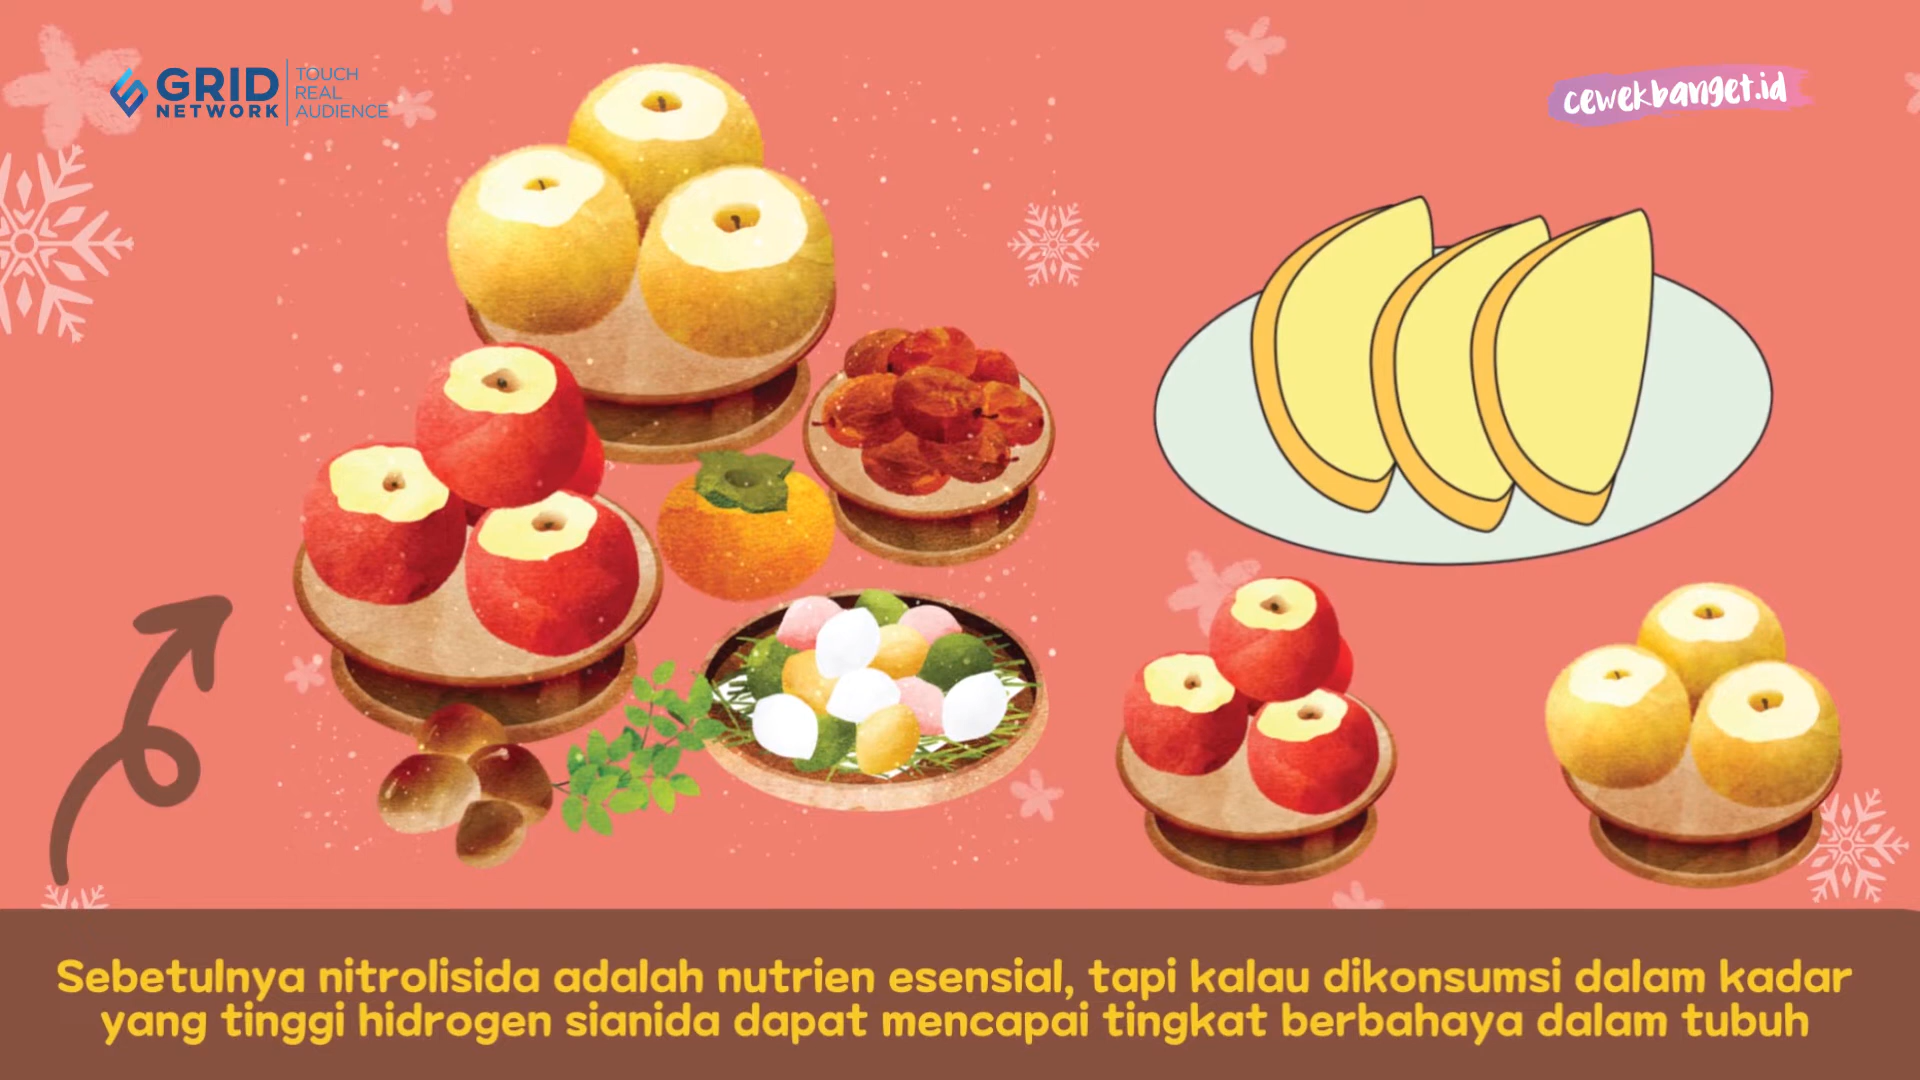 GRID
NETWORK
TOUCH
REAL
AUDIENCE
cewekbanget.id
Sebetulnya nitrolisida adalah nutrien esensial, tapi kalau dikonsumsi dalam kadar
yang tinggi hidrogen sianida dapat mencapai tingkat berbahaya dalam tubuh